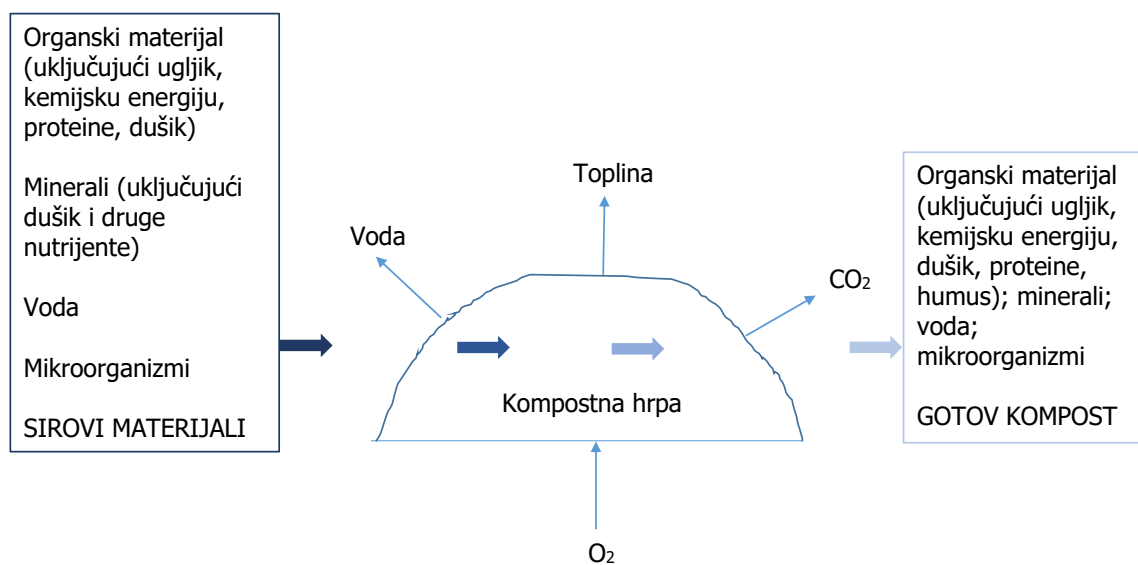 Organski materijal
(uključujući ugljik,
kemijsku energiju,
proteine, dušik)
Minerali (uključujući
dušik i druge
nutrijente)
Voda
Mikroorganizmi
SIROVI MATERIJALI
Toplina
Voda
CO₂
Kompostna hrpa
O₂
Organski materijal
(uključujući ugljik,
kemijsku energiju,
dušik, proteine,
humus); minerali;
voda;
mikroorganizmi
GOTOV KOMPOST